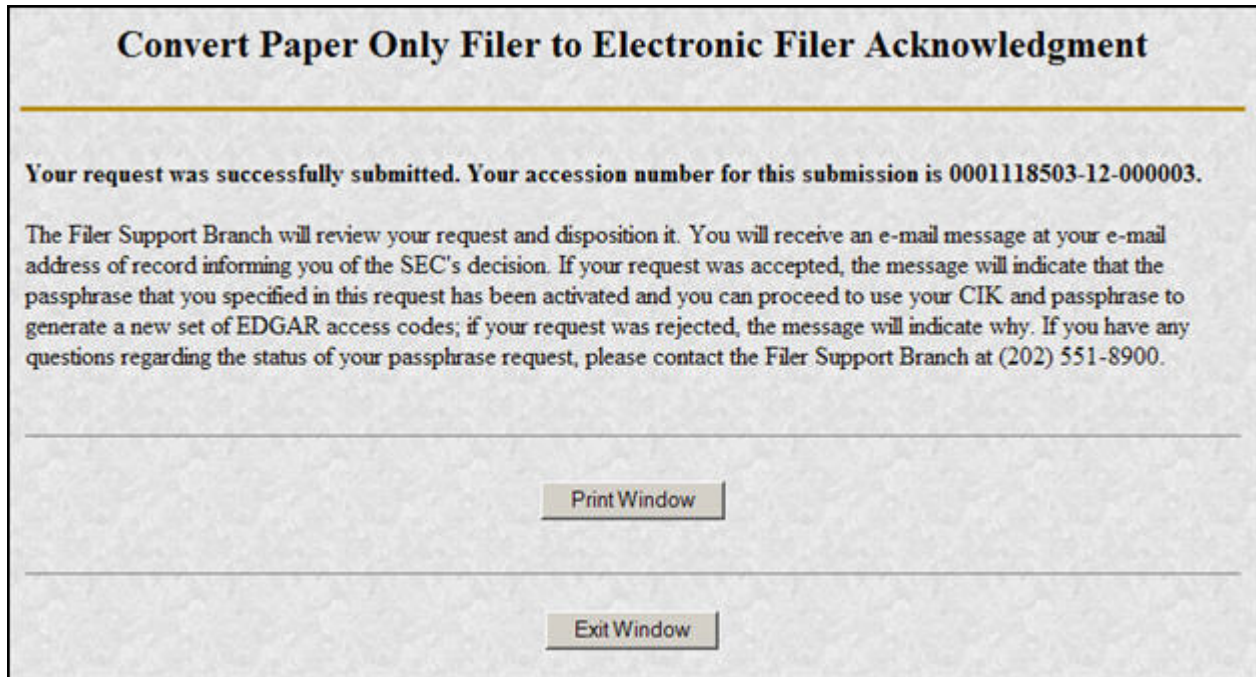 Convert Paper Only Filer to Electronic Filer Acknowledgment
Your request was successfully submitted. Your accession number for this submission is 0001118503-12-000003.
The Filer Support Branch will review your request and disposition it. You will receive an e-mail message at your e-mail
address of record informing you of the SEC's decision. If your request was accepted, the message will indicate that the
passphrase that you specified in this request has been activated and you can proceed to use your CIK and passphrase to
generate a new set of EDGAR access codes; if your request was rejected, the message will indicate why. If you have any
questions regarding the status of your passphrase request, please contact the Filer Support Branch at (202) 551-8900.
Print Window
Exit Window